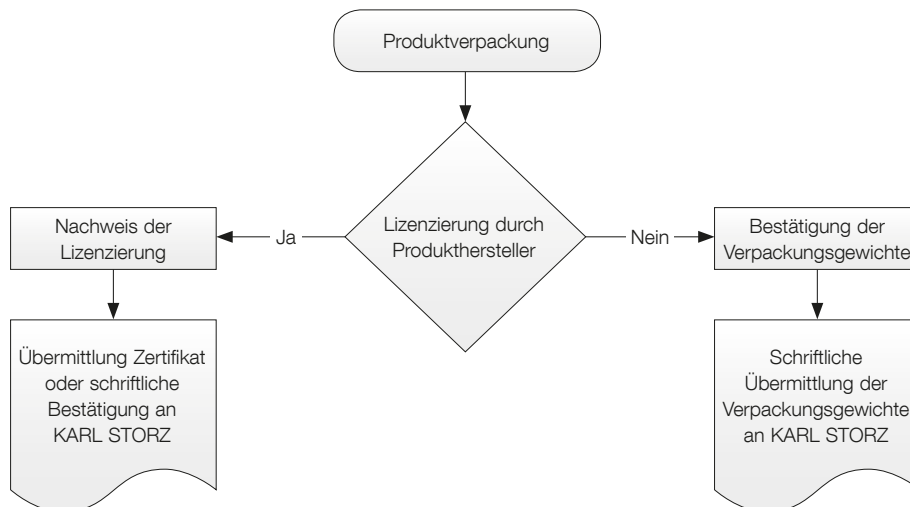 Produktverpackung
Lizenzierung durch
Produkthersteller
Ja
Nein
Nachweis der
Lizenzierung
Bestätigung der
Verpackungsgewichte
Übermittlung Zertifikat
oder schriftliche
Bestätigung an
KARL STORZ
Schriftliche
Übermittlung der
Verpackungsgewichte
an KARL STORZ